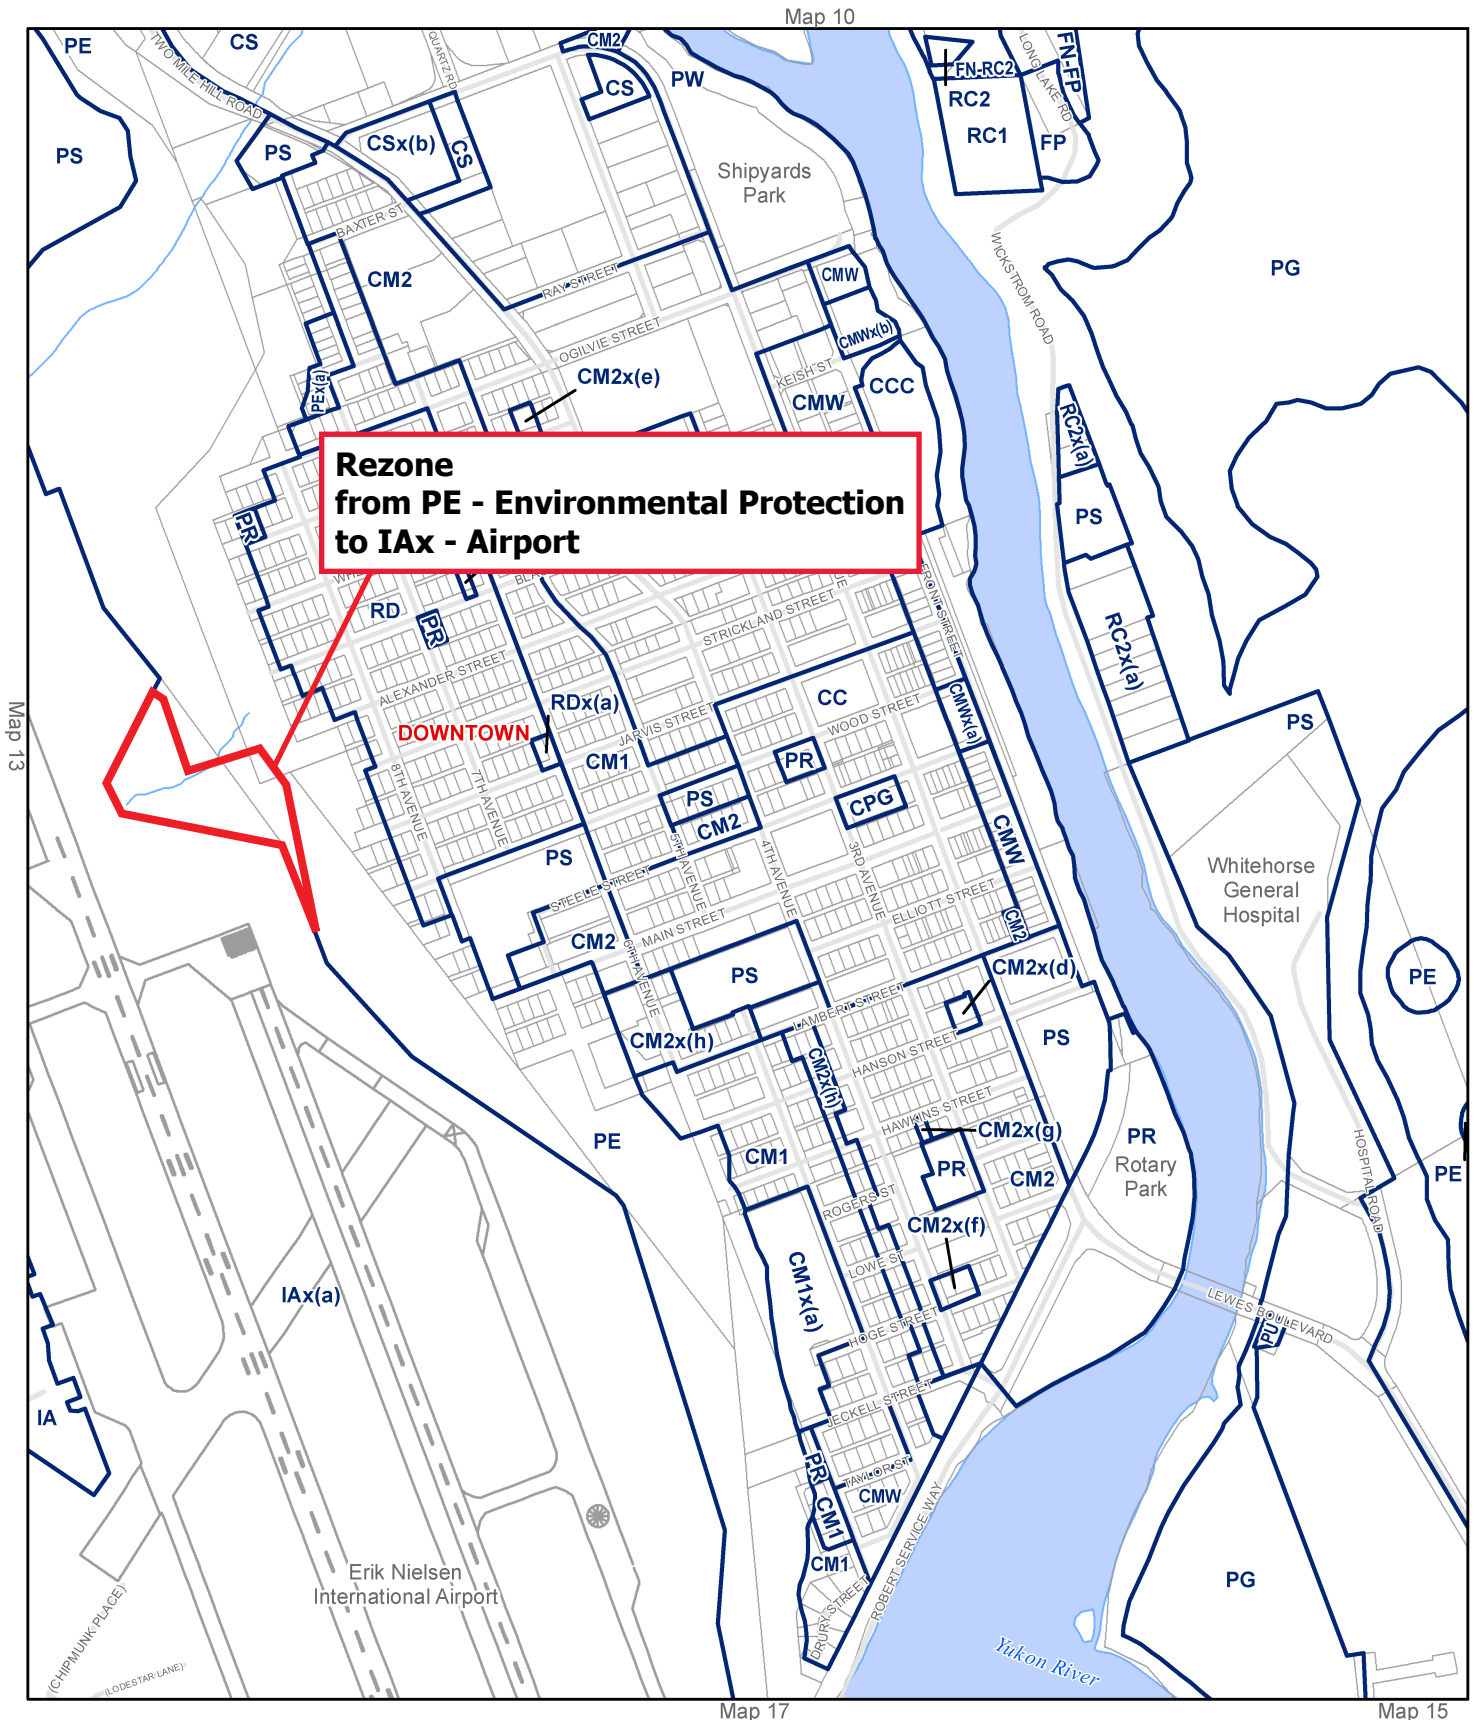 Map 10
PE
CS
TWO MILE HILL ROAD
QUARTZ RD
CM2
CS
PW
FN-RC2
LONG LAKE RD
FN-FP
RC2
RC1
FP
PS
PS
CSx(b)
CS
Shipyards
Park
BAXTER ST
CM2
RAY STREET
OGILVIE STREET
CMW
CMWx(b)
WICKSTROM ROAD
PG
KEISH ST
CM2x(e)
CCC
CMW
PEx(a)
RC2x(a)
Rezone
from PE - Environmental Protection
to IAx - Airport
PR
PS
FRONT STREET
RD
PR
STRICKLAND STREET
RC2x(a)
ALEXANDER STREET
RDx(a)
DOWNTOWN
JARVIS STREET
CC
WOOD STREET
CMWx(a)
PS
Map 13
CM1
PR
8TH AVENUE
7TH AVENUE
PS
CM2
CPG
PS
5TH AVENUE
4TH AVENUE
3RD AVENUE
CMW
STEELE STREET
MAIN STREET
ELLIOTT STREET
CM2
Whitehorse
General
Hospital
CM2
6TH AVENUE
PS
CM2x(d)
PE
LAMBERT STREET
CM2x(h)
CM2x(h)
HANSON STREET
PS
HAWKINS STREET
CM2x(g)
PE
CM1
PR
CM2
PR
Rotary
Park
HOSPITAL ROAD
PE
ROGERS ST
CM2x(f)
LOWE ST
IAx(a)
CM1x(a)
HOGE STREET
LEWES BOULEVARD
PU
IA
JECKELL STREET
PR
TAYLOR ST
CMW
CM1
CM1
ROBERT SERVICE WAY
DRURY STREET
Erik Nielsen
International Airport
PG
(CHIPMUNK PLACE)
(LODESTAR LANE)
Yukon River
Map 17
Map 15